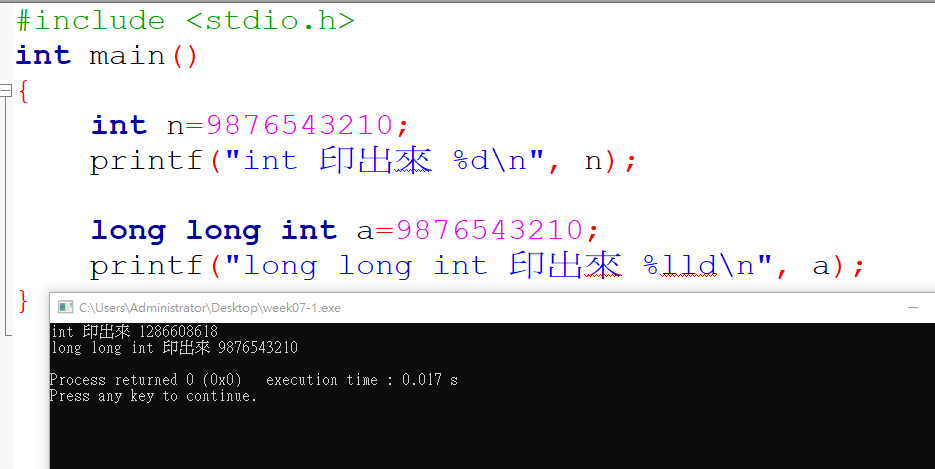 #include <stdio.h>
int main()
{
int n=9876543210;
printf("int 印出來 %d\n", n);
long long int a=9876543210;
printf("long long int 印出來 %lld\n", a);
}
C:\Users\Administrator\Desktop\week07-1.exe
int 印出來 1286608618
long long int 印出來 9876543210
Process returned 0 (0x0)   execution time : 0.017 s
Press any key to continue.